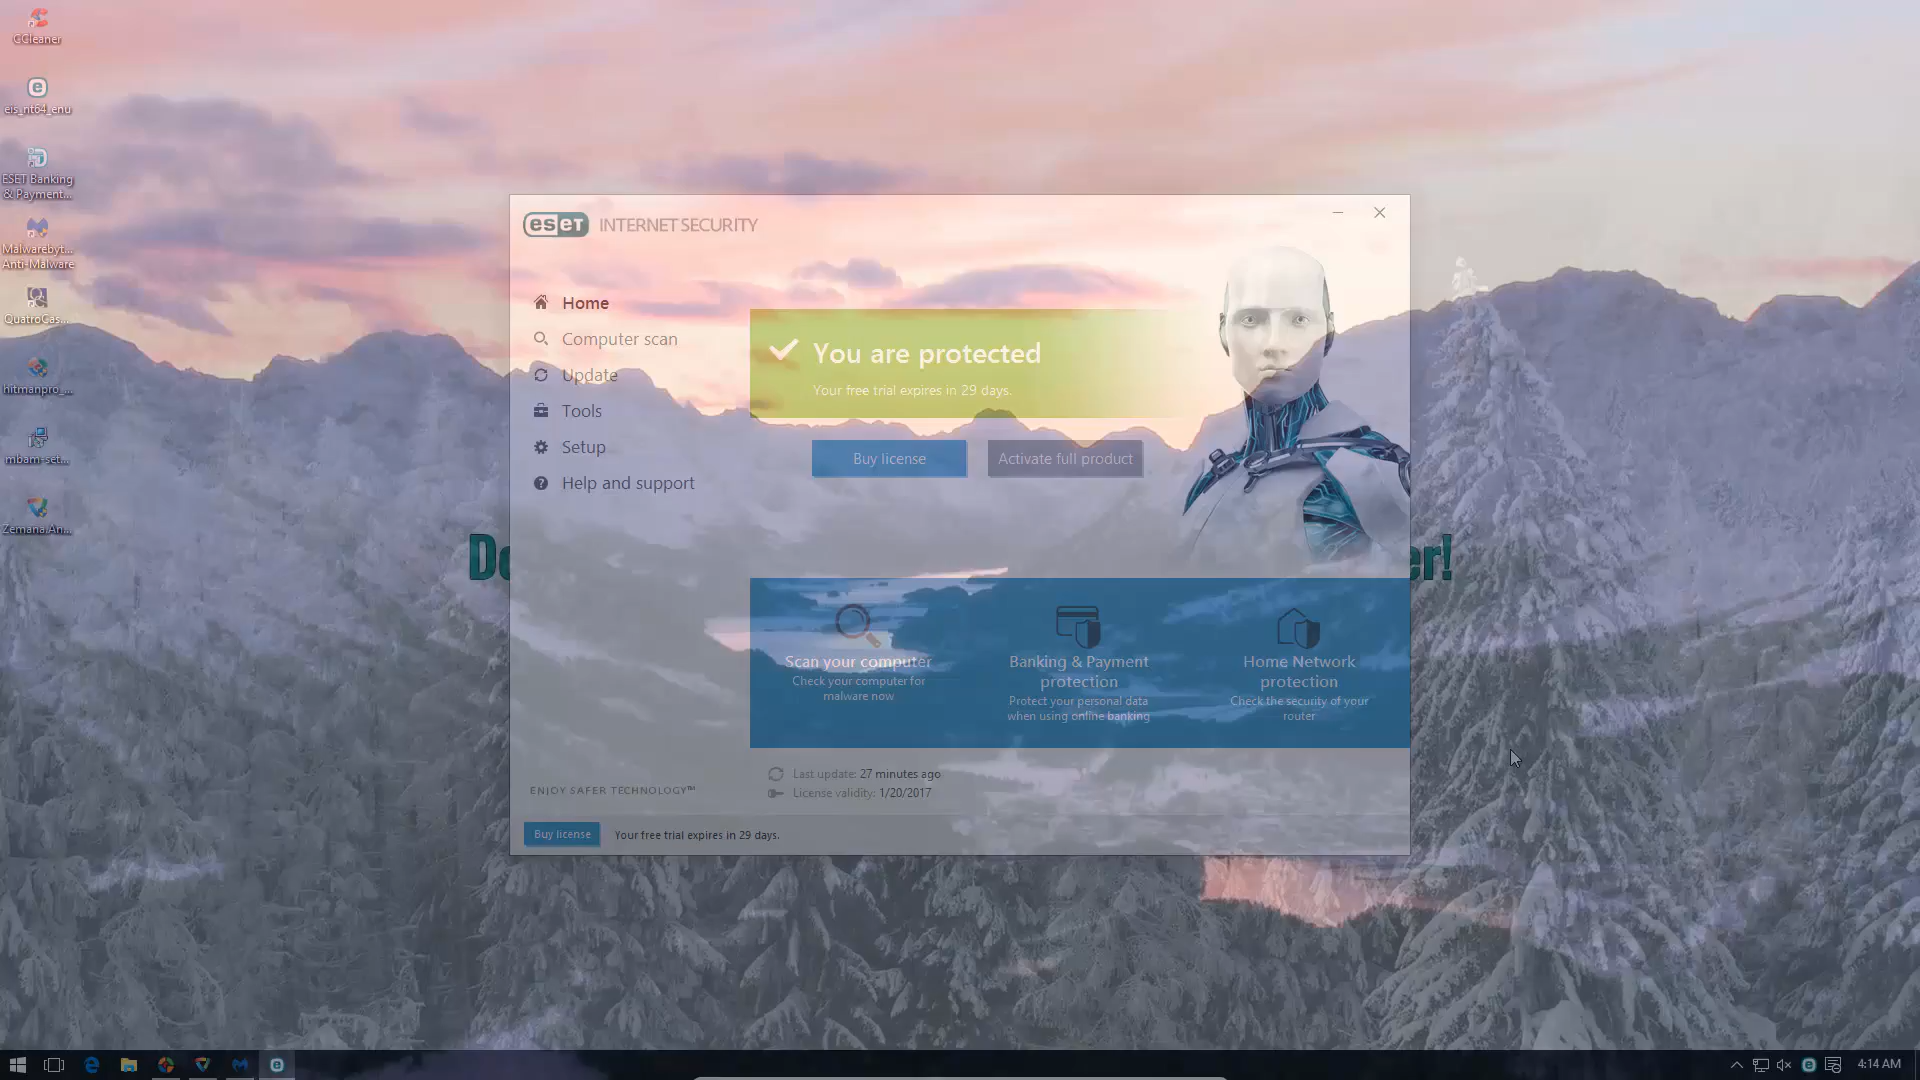 CCleaner
eis_nt64_enu
ESET Banking
& Payment...
Malwarebyt...
Anti-Malware
QuatroCas...
hitmanpro_...
mbam-set...
Zemana.An...
eset INTERNET SECURITY
Home
Computer scan
Update
Tools
Setup
Help and support
You are protected
Your free trial expires in 29 days.
Buy license
Activate full product
Scan your computer
Check your computer for
malware now
Banking & Payment
protection
Protect your personal data
when using online banking
Home Network
protection
Check the security of your
router
Last update: 27 minutes ago
License validity: 1/20/2017
ENJOY SAFER TECHNOLOGY™
Buy license
Your free trial expires in 29 days.
4:14 AM